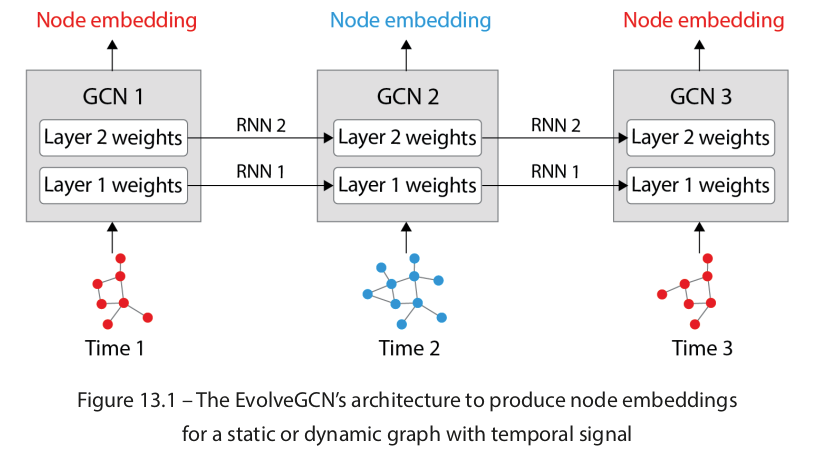 Node embedding Node embedding Node embedding
GCN 1 GCN 2 GCN 3
Layer 2 weights RNN 2 Layer 2 weights RNN 2 Layer 2 weights
Layer 1 weights RNN 1 Layer 1 weights RNN 1 Layer 1 weights
Time 1 Time 2 Time 3
Figure 13.1 – The EvolveGCN’s architecture to produce node embeddings
for a static or dynamic graph with temporal signal